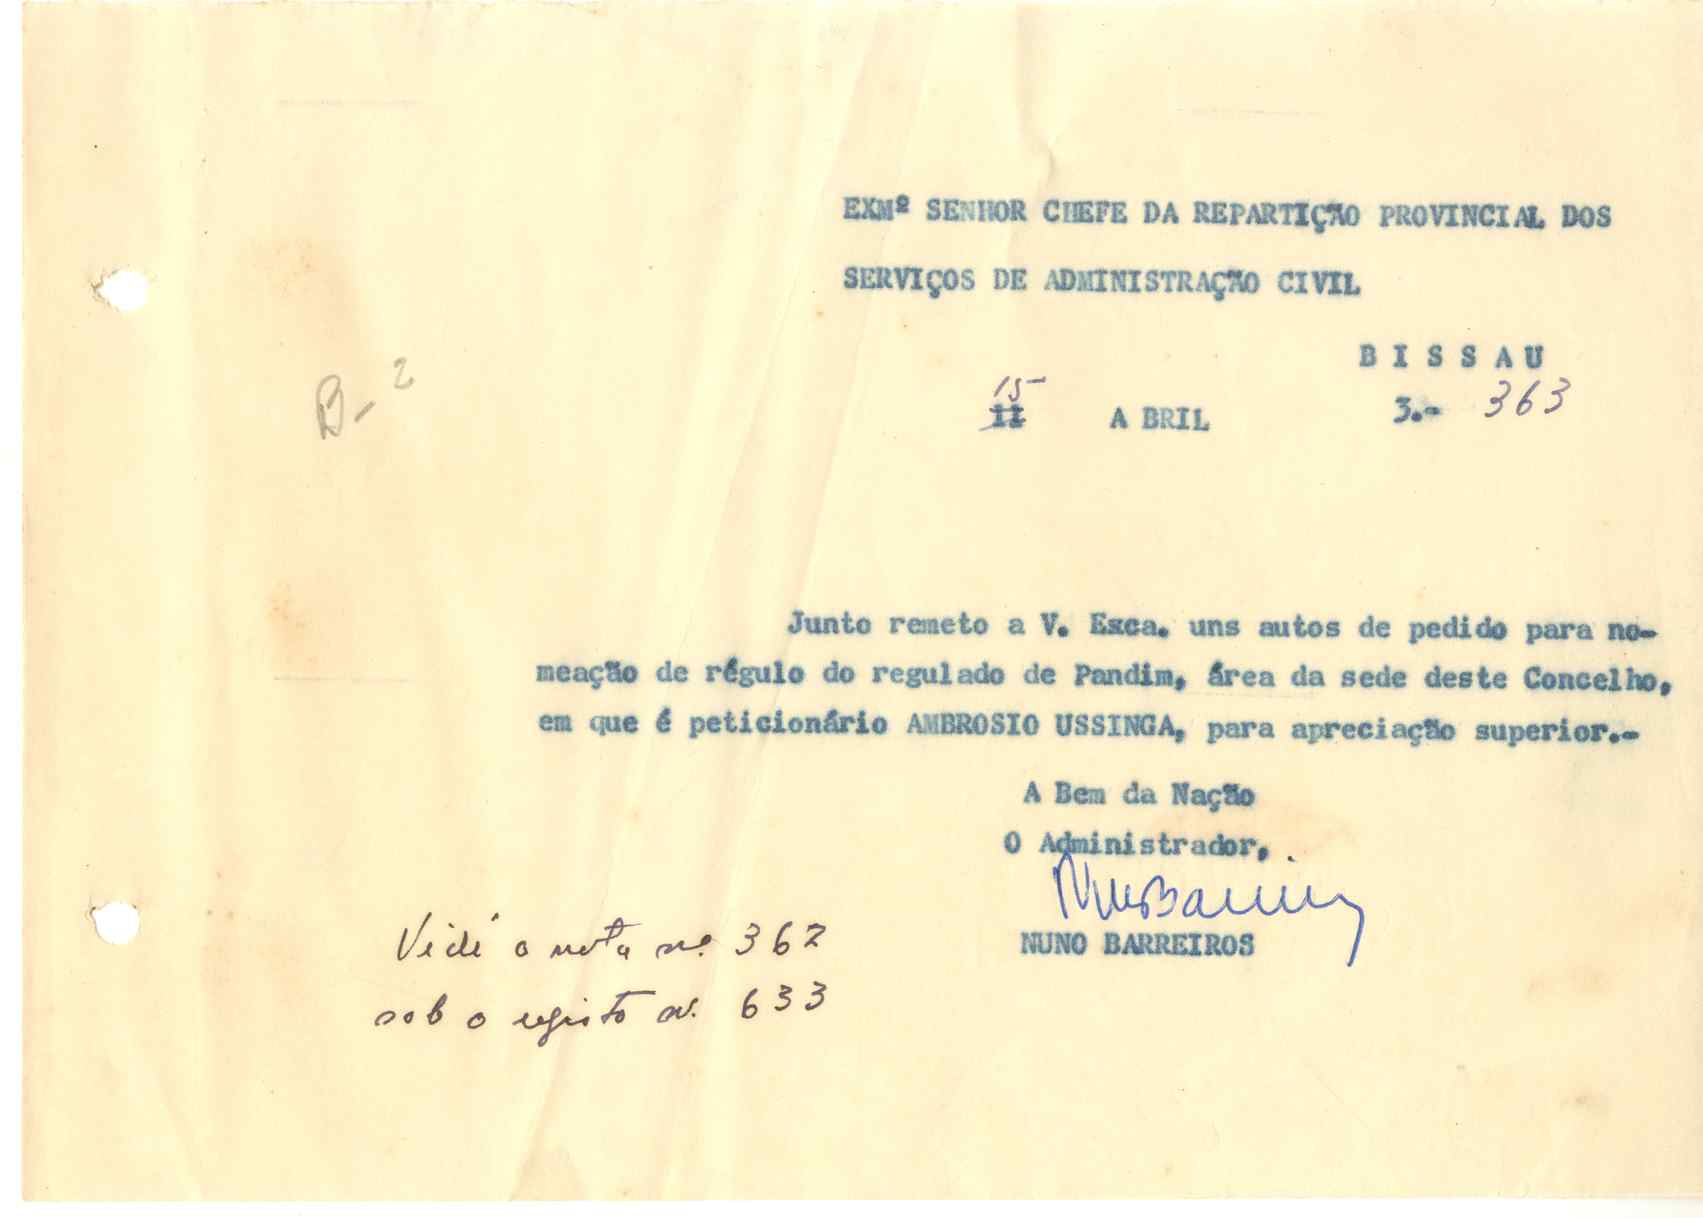 EXMº SENHOR CHEFE DA REPARTIÇÃO PROVINCIAL DOS
SERVIÇOS DE ADMINISTRAÇÃO CIVIL
B I S S A U
B-2
15
11 A BRIL 3.- 363
Junto remeto a V. Exca. uns autos de pedido para no-
meação de régulo do regulado de Pandim, área da sede deste Concelho,
em que é peticionário AMBROSIO USSINGA, para apreciação superior.-
A Bem da Nação
O Administrador,
NUNO BARREIROS
Vidé a nota nº. 362
sob o registo nº. 633